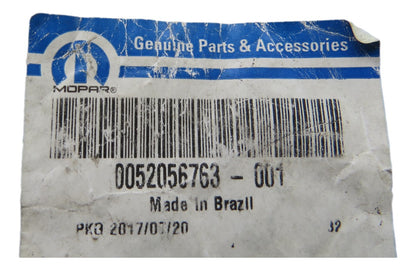 Genuine Parts & Accessories
MOPAR®
0052056763 - 001
Made in Brazil
PKG 2017/07/20 32